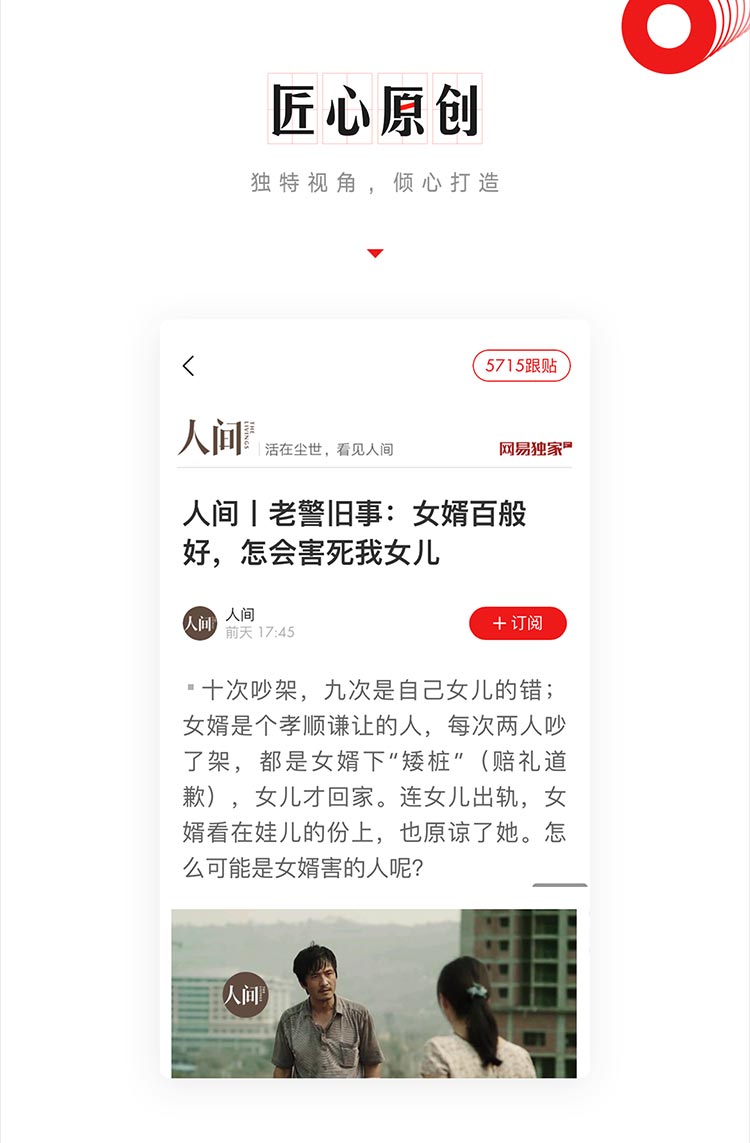 匠心原创
独特视角，倾心打造
5715跟贴
人间 THE LIVINGS 活在尘世，看见人间 网易独家
人间丨老警旧事：女婿百般
好，怎会害死我女儿
人间 人间
前天 17:45
+ 订阅
十次吵架，九次是自己女儿的错；
女婿是个孝顺谦让的人，每次两人吵
了架，都是女婿下“矮桩”（赔礼道
歉），女儿才回家。连女儿出轨，女
婿看在娃儿的份上，也原谅了她。怎
么可能是女婿害的人呢？
人间